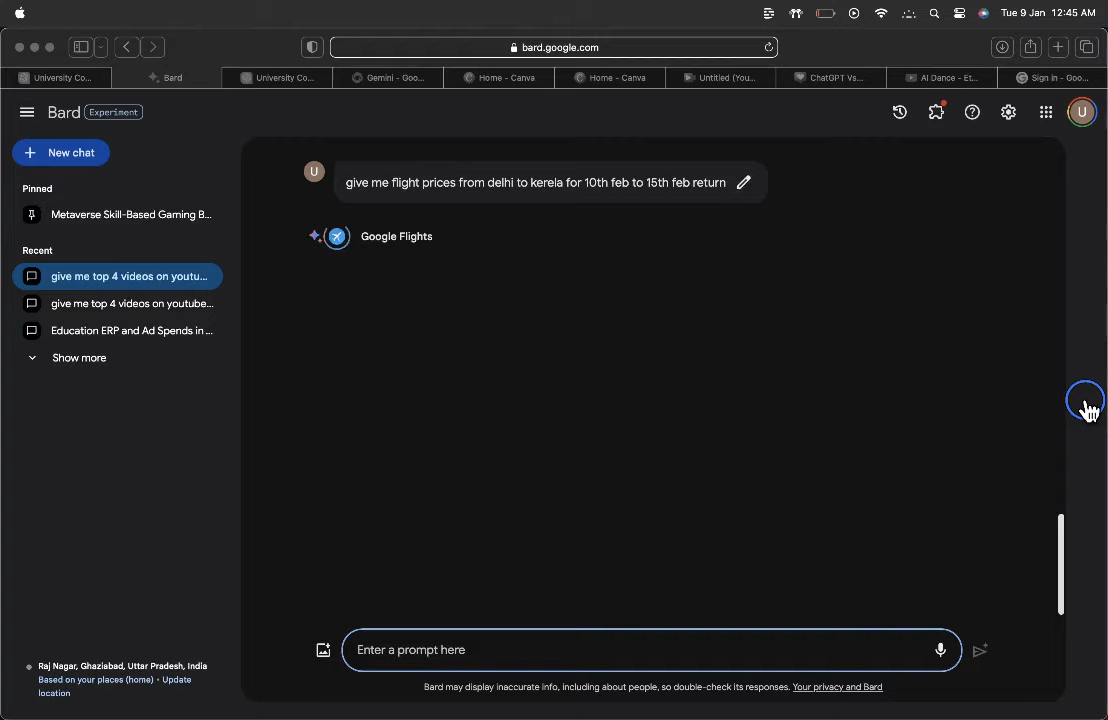 Tue 9 Jan 12:45 AM
bard.google.com
University Co...
Bard
University Co...
Gemini - Goo...
Home - Canva
Home - Canva
Untitled (You...
ChatGPT Vs...
AI Dance - Et...
Sign in - Goo...
Bard Experiment
U
New chat
Pinned
Metaverse Skill-Based Gaming B...
Recent
give me top 4 videos on youtu...
give me top 4 videos on youtube...
Education ERP and Ad Spends in ...
Show more
U
give me flight prices from delhi to kerela for 10th feb to 15th feb return
Google Flights
Enter a prompt here
Bard may display inaccurate info, including about people, so double-check its responses. Your privacy and Bard
Raj Nagar, Ghaziabad, Uttar Pradesh, India
Based on your places (home) • Update
location